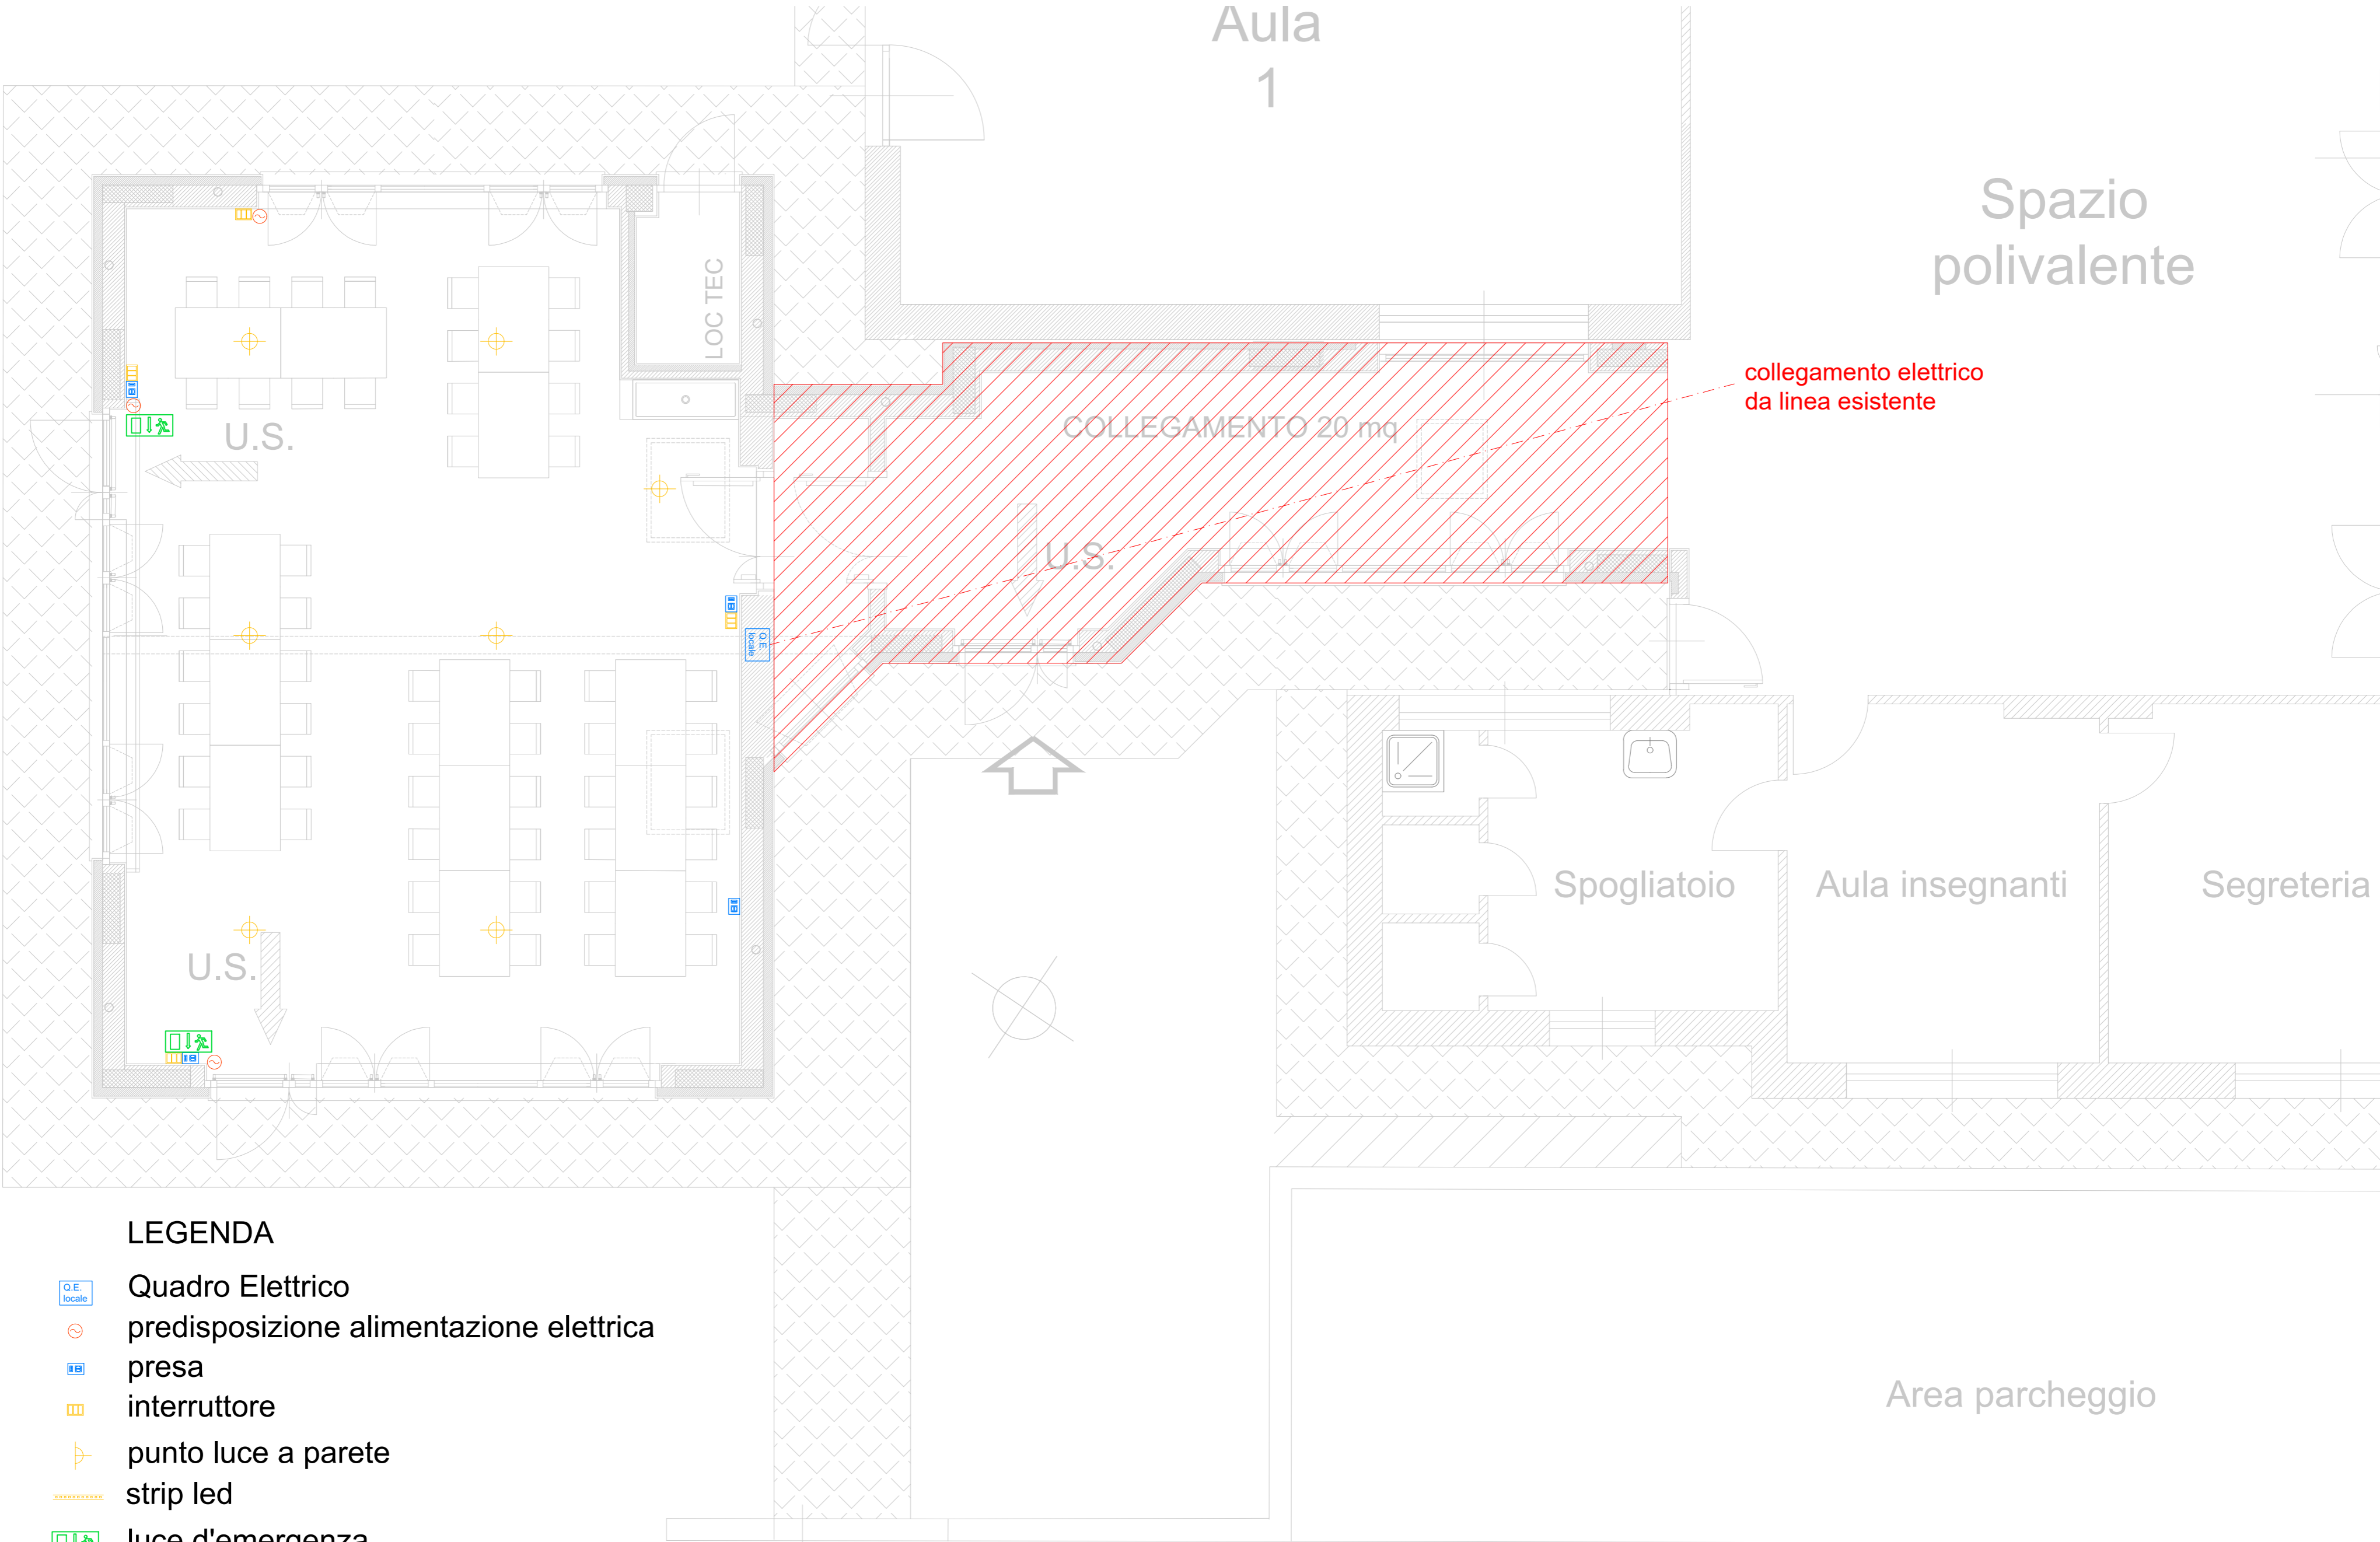 Aula
1
Spazio
polivalente
LOC TEC
collegamento elettrico
da linea esistente
COLLEGAMENTO 20 mq
U.S.
U.S.
Q.E.
locale
Spogliatoio
Aula insegnanti
Segreteria
U.S.
LEGENDA
Q.E.
locale
Quadro Elettrico
predisposizione alimentazione elettrica
presa
interruttore
Area parcheggio
punto luce a parete
strip led
luce d'emergenza